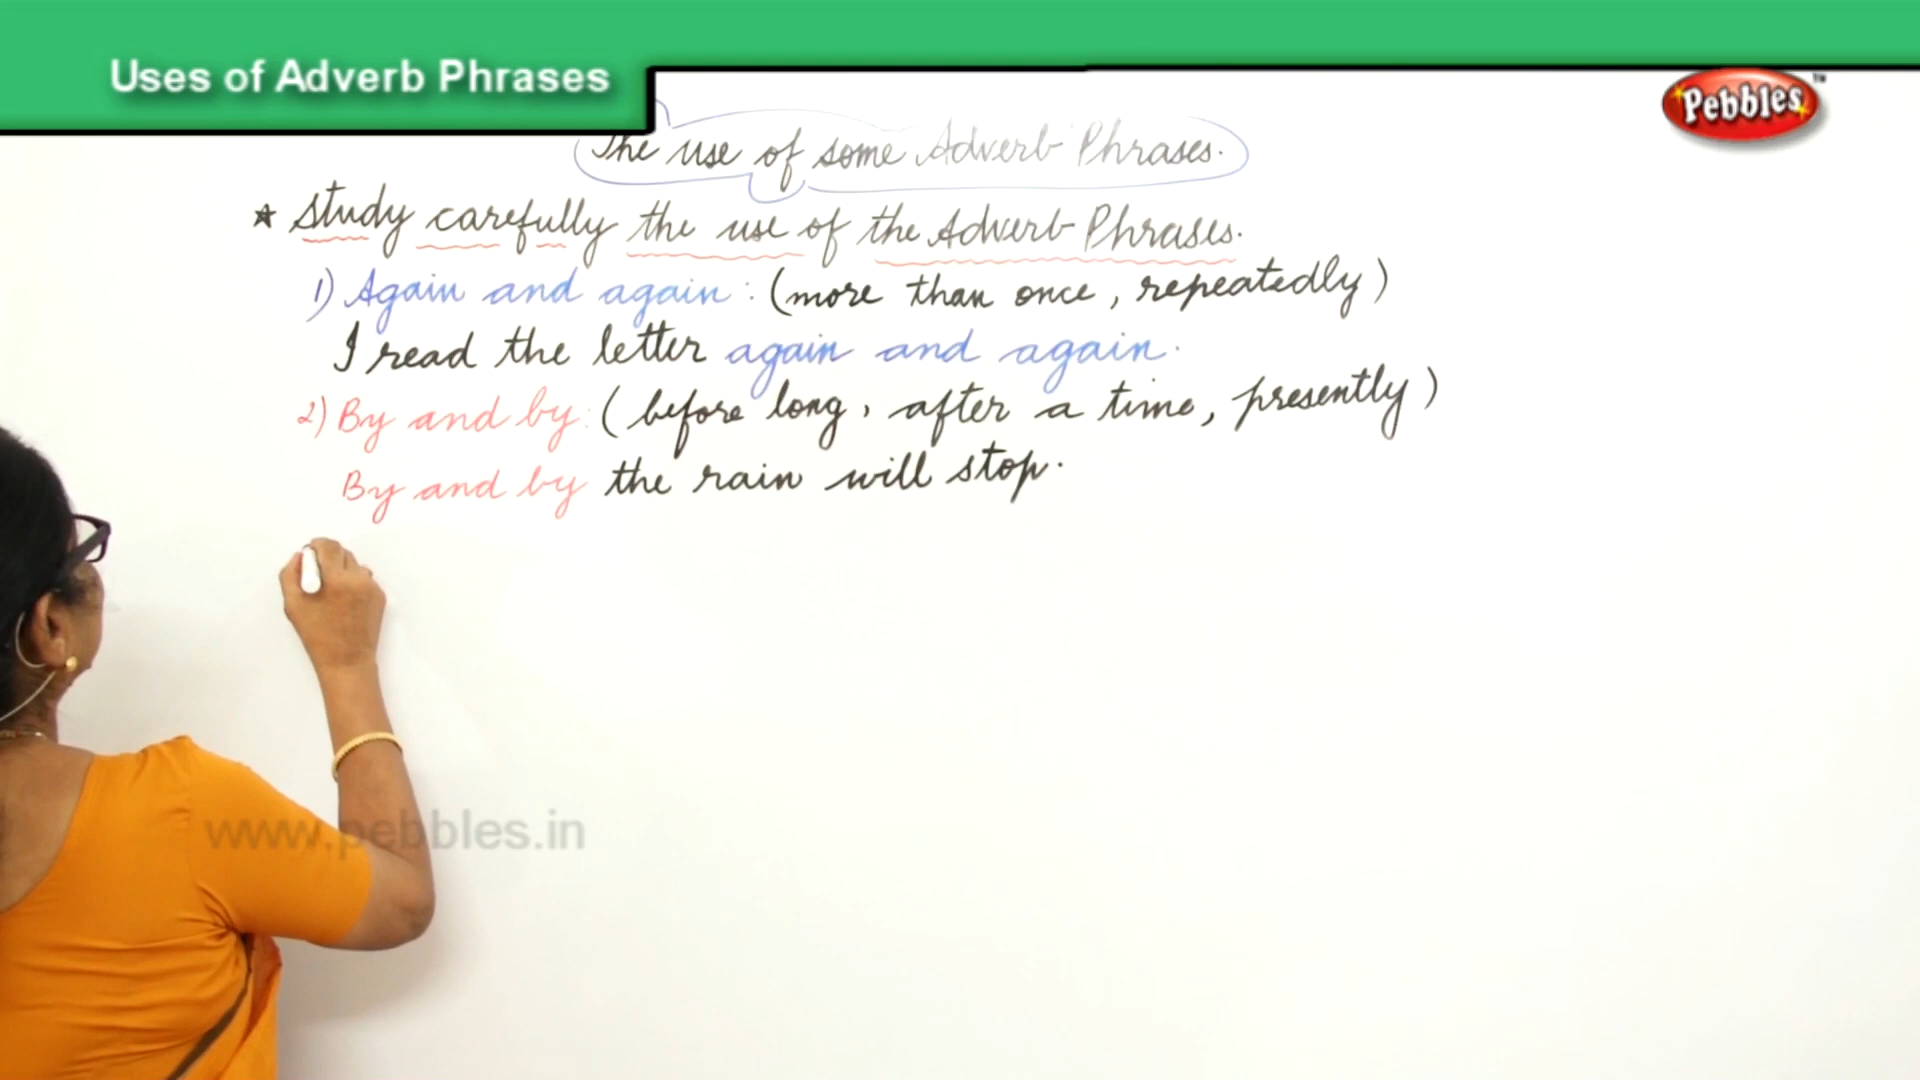 Uses of Adverb Phrases
Pebbles™
The use of some Adverb Phrases.
* Study carefully the use of the Adverb Phrases.
1) Again and again: (more than once, repeatedly)
I read the letter again and again.
2) By and by: (before long, after a time, presently)
By and by the rain will stop.
www.pebbles.in